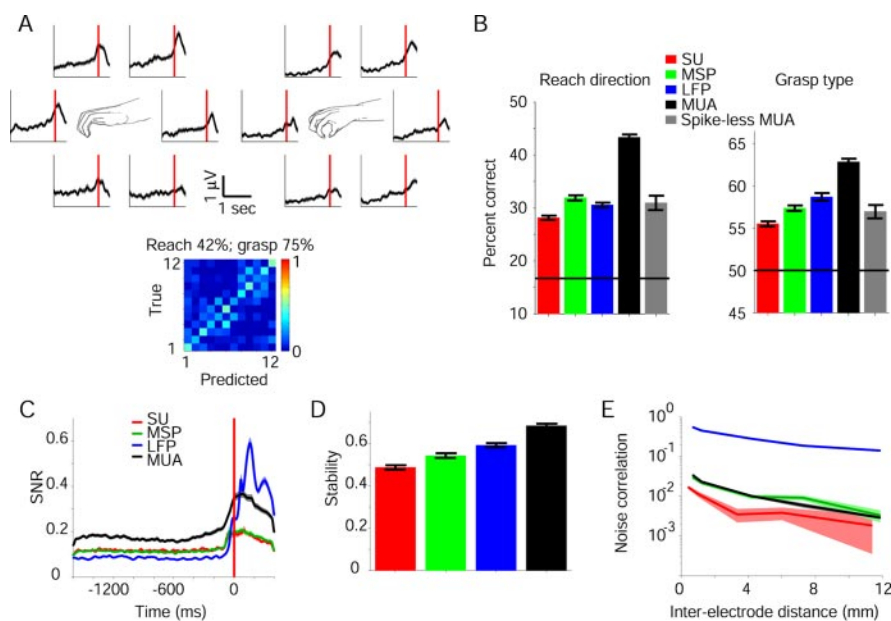 A
1 μV
1 sec
Reach 42%; grasp 75%
12
True
1
1
12
Predicted
1
0
B
SU
MSP
LFP
MUA
Spike-less MUA
Reach direction
Grasp type
Percent correct
50
40
30
20
10
65
60
55
50
45
C
SU
MSP
LFP
MUA
SNR
0.6
0.4
0.2
0
-1200
-600
0
Time (ms)
D
Stability
0.6
0.4
0.2
0
E
Noise correlation
10^0
10^-2
10^-3
0
4
8
12
Inter-electrode distance (mm)